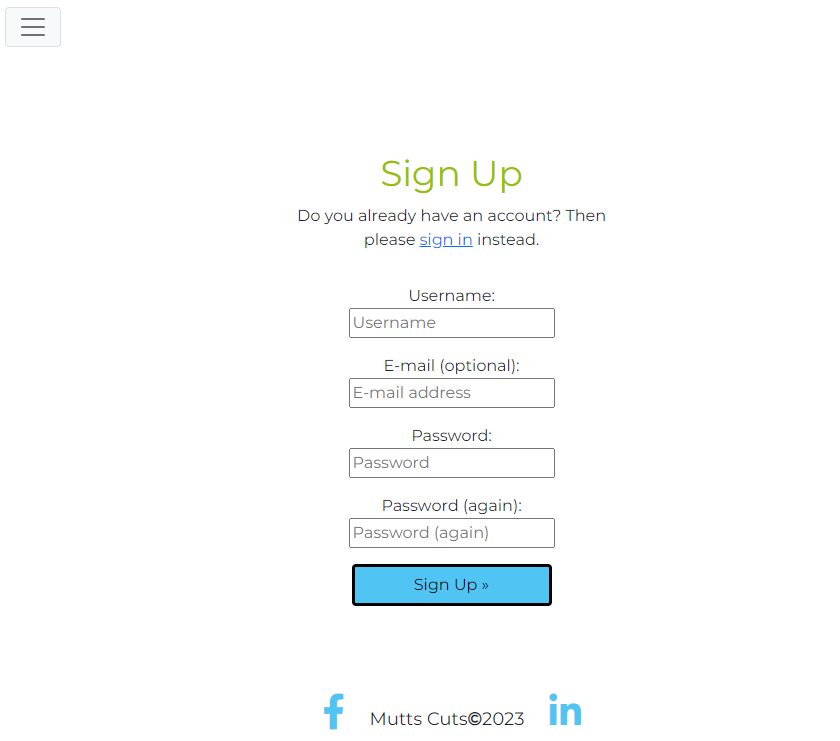 Sign Up
Do you already have an account? Then
please sign in instead.
Username:
Username
E-mail (optional):
E-mail address
Password:
Password
Password (again):
Password (again)
Sign Up »
Mutts Cuts©2023